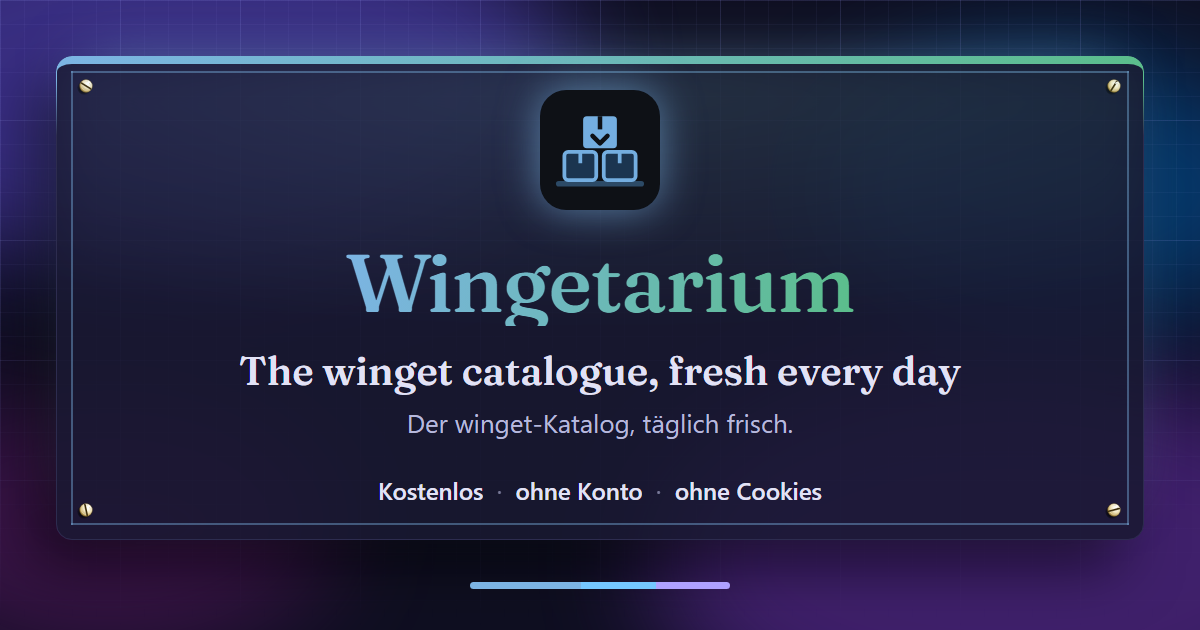 Wingetarium
The winget catalogue, fresh every day
Der winget-Katalog, täglich frisch.
Kostenlos · ohne Konto · ohne Cookies